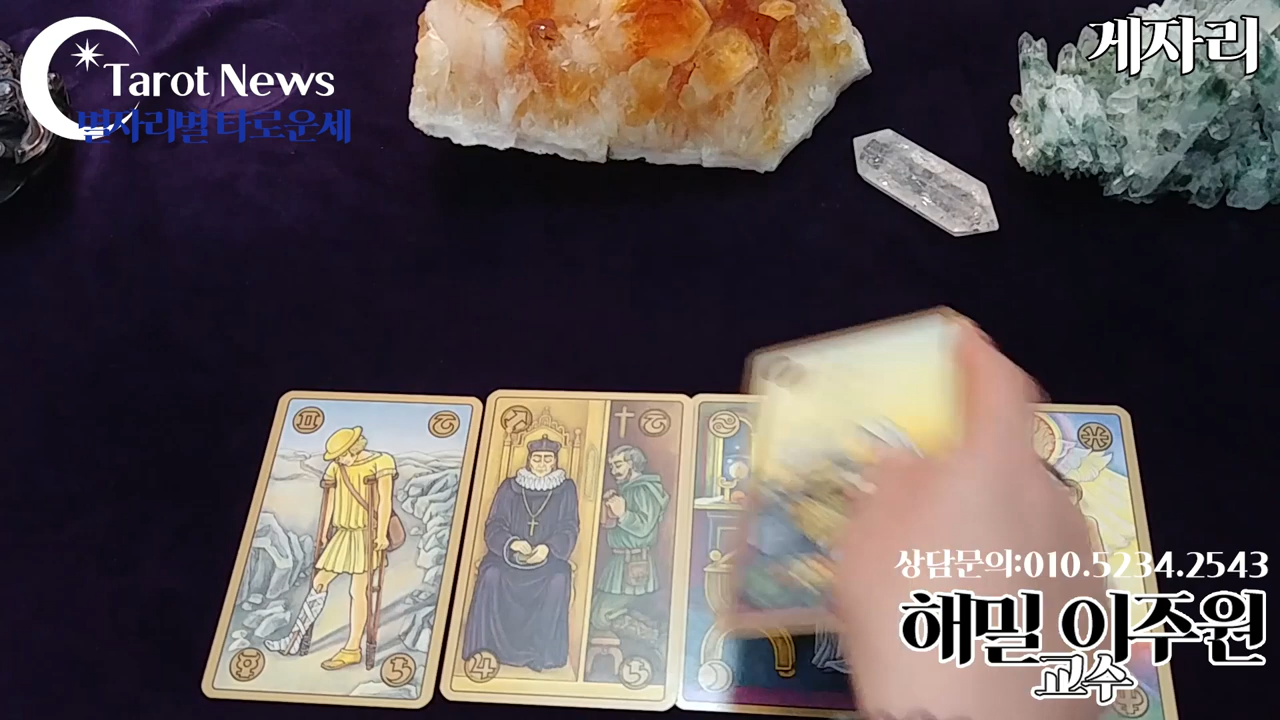 Tarot News
별자리별 타로운세
게자리
상담문의:010.5234.2543
해밀 이주원
교수